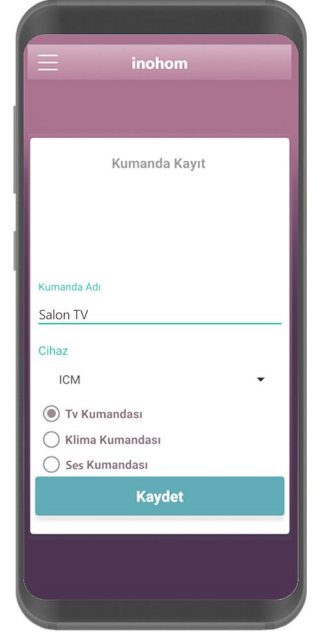 inohom
Kumanda Kayıt
Kumanda Adı
Salon TV
Cihaz
ICM
Tv Kumandası
Klima Kumandası
Ses Kumandası
Kaydet